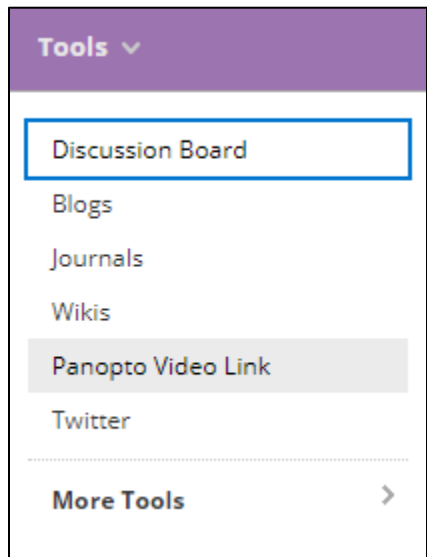 Tools
Discussion Board
Blogs
Journals
Wikis
Panopto Video Link
Twitter
More Tools